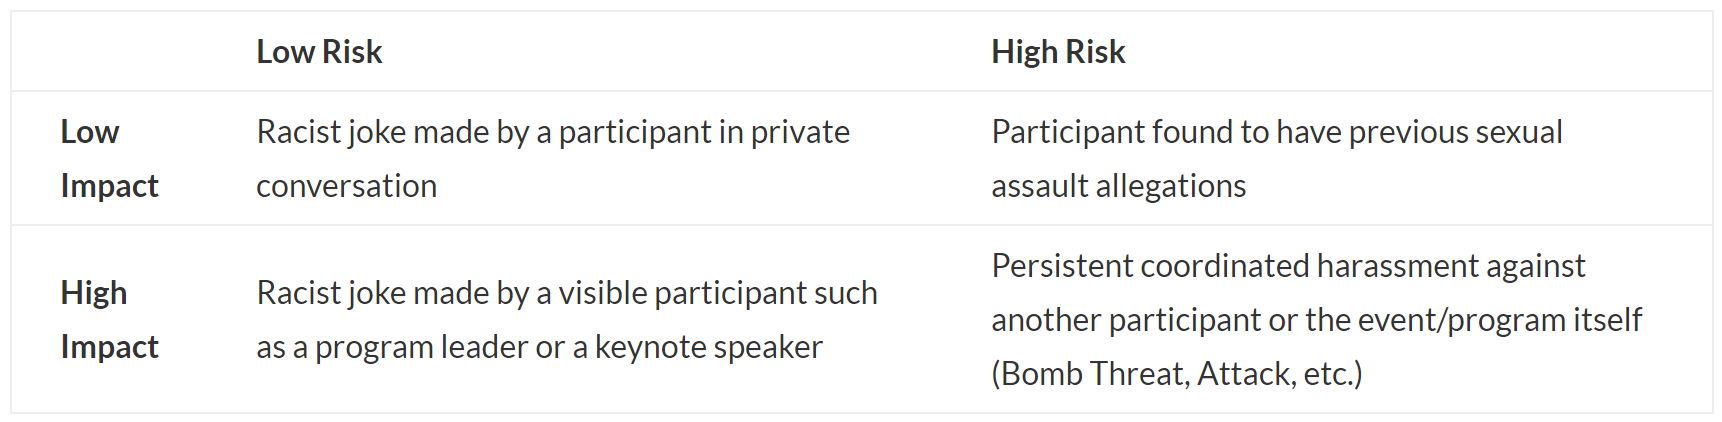 Low Risk High Risk
Low Impact
Racist joke made by a participant in private
conversation
Participant found to have previous sexual
assault allegations
High Impact
Racist joke made by a visible participant such
as a program leader or a keynote speaker
Persistent coordinated harassment against
another participant or the event/program itself
(Bomb Threat, Attack, etc.)